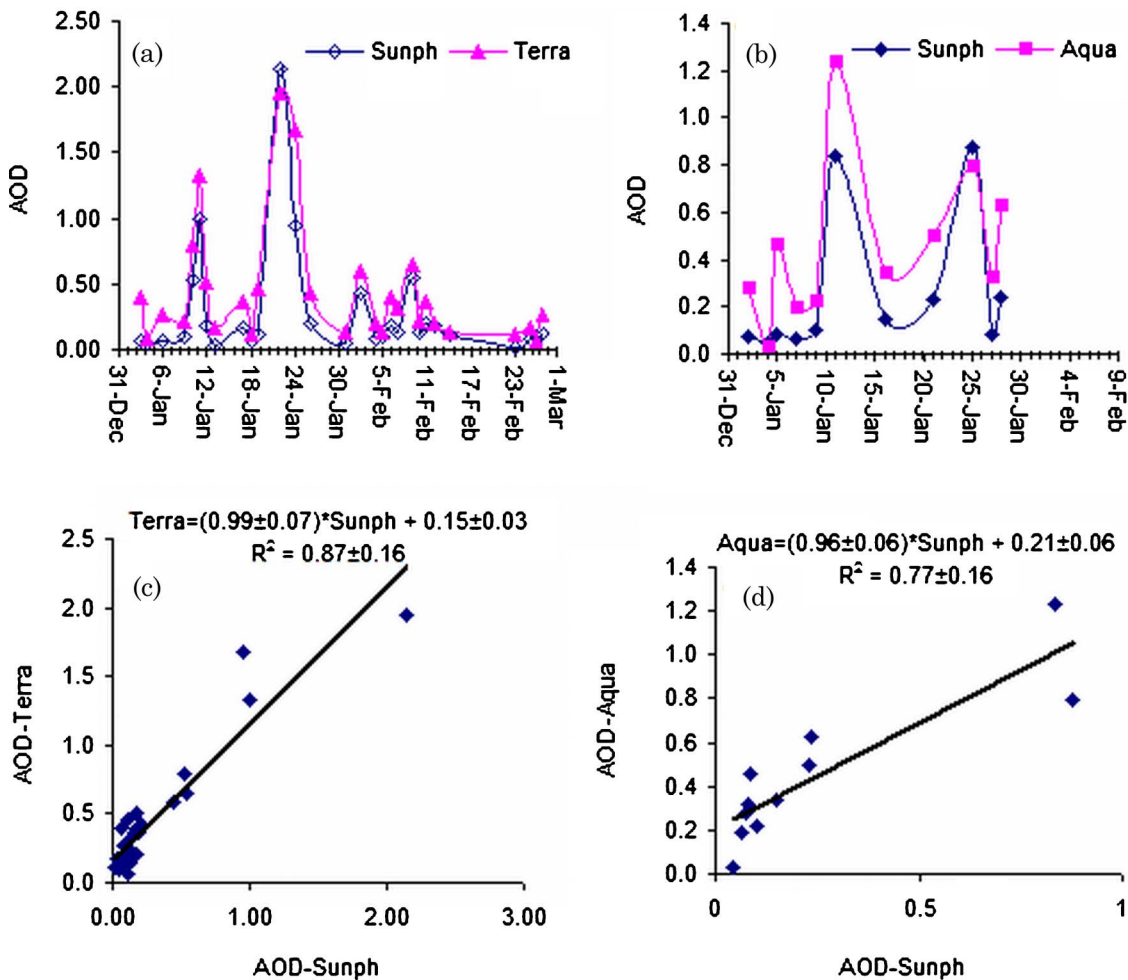 (a)
Sunph Terra
2.50
2.00
1.50
1.00
0.50
0.00
AOD
31-Dec
6-Jan
12-Jan
18-Jan
24-Jan
30-Jan
5-Feb
11-Feb
17-Feb
23-Feb
1-Mar
(b)
Sunph Aqua
1.4
1.2
1.0
0.8
0.6
0.4
0.2
0.0
AOD
31-Dec
5-Jan
10-Jan
15-Jan
20-Jan
25-Jan
30-Jan
4-Feb
9-Feb
Terra=(0.99±0.07)*Sunph + 0.15±0.03
R² = 0.87±0.16
(c)
2.5
2.0
1.5
1.0
0.5
0.0
AOD-Terra
0.00 1.00 2.00 3.00
AOD-Sunph
Aqua=(0.96±0.06)*Sunph + 0.21±0.06
R² = 0.77±0.16
(d)
1.4
1.2
1.0
0.8
0.6
0.4
0.2
0.0
AOD-Aqua
0 0.5 1
AOD-Sunph